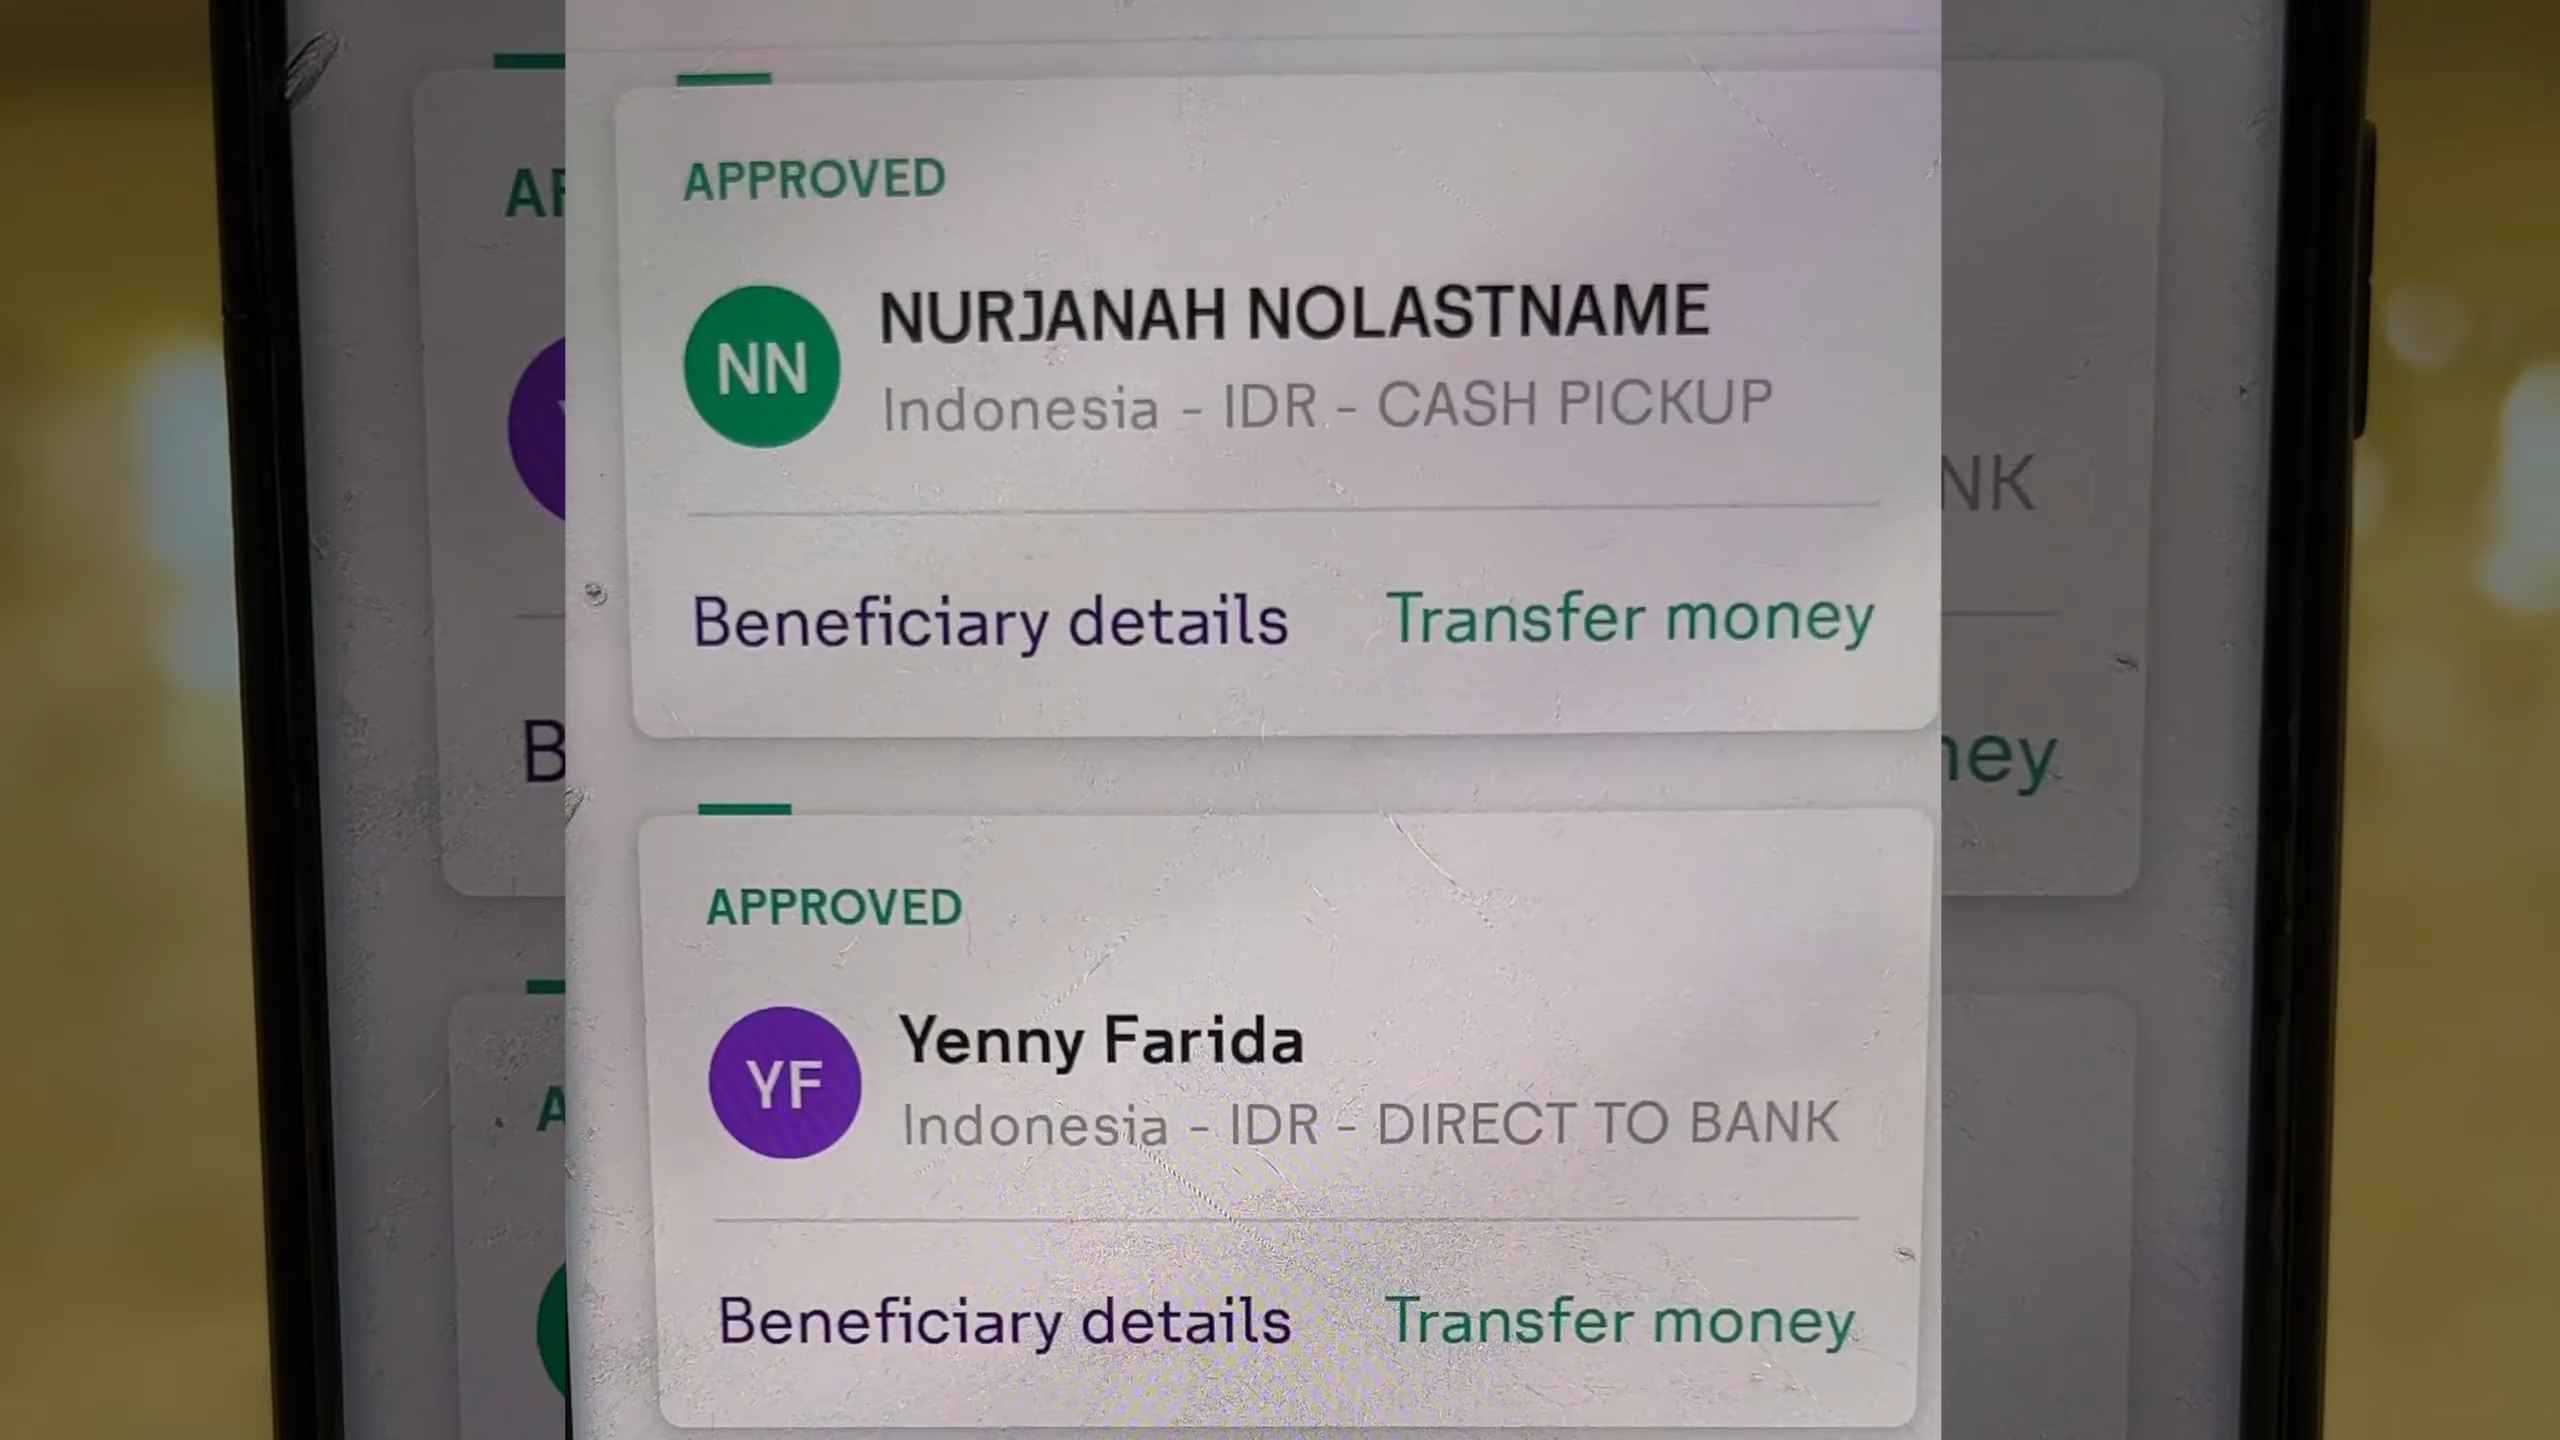 APPROVED
NN
NURJANAH NOLASTNAME
Indonesia - IDR - CASH PICKUP
Beneficiary details
Transfer money
APPROVED
YF
Yenny Farida
Indonesia - IDR - DIRECT TO BANK
Beneficiary details
Transfer money